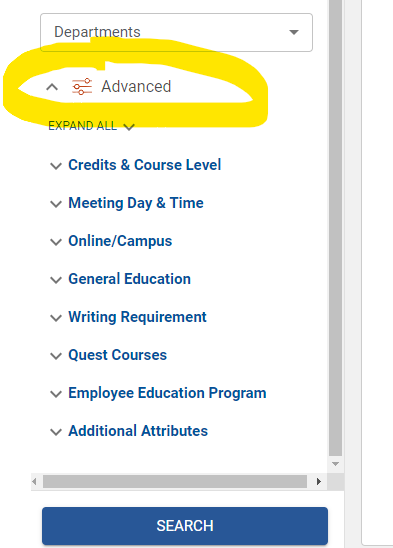 Departments
Advanced
EXPAND ALL
Credits & Course Level
Meeting Day & Time
Online/Campus
General Education
Writing Requirement
Quest Courses
Employee Education Program
Additional Attributes
SEARCH